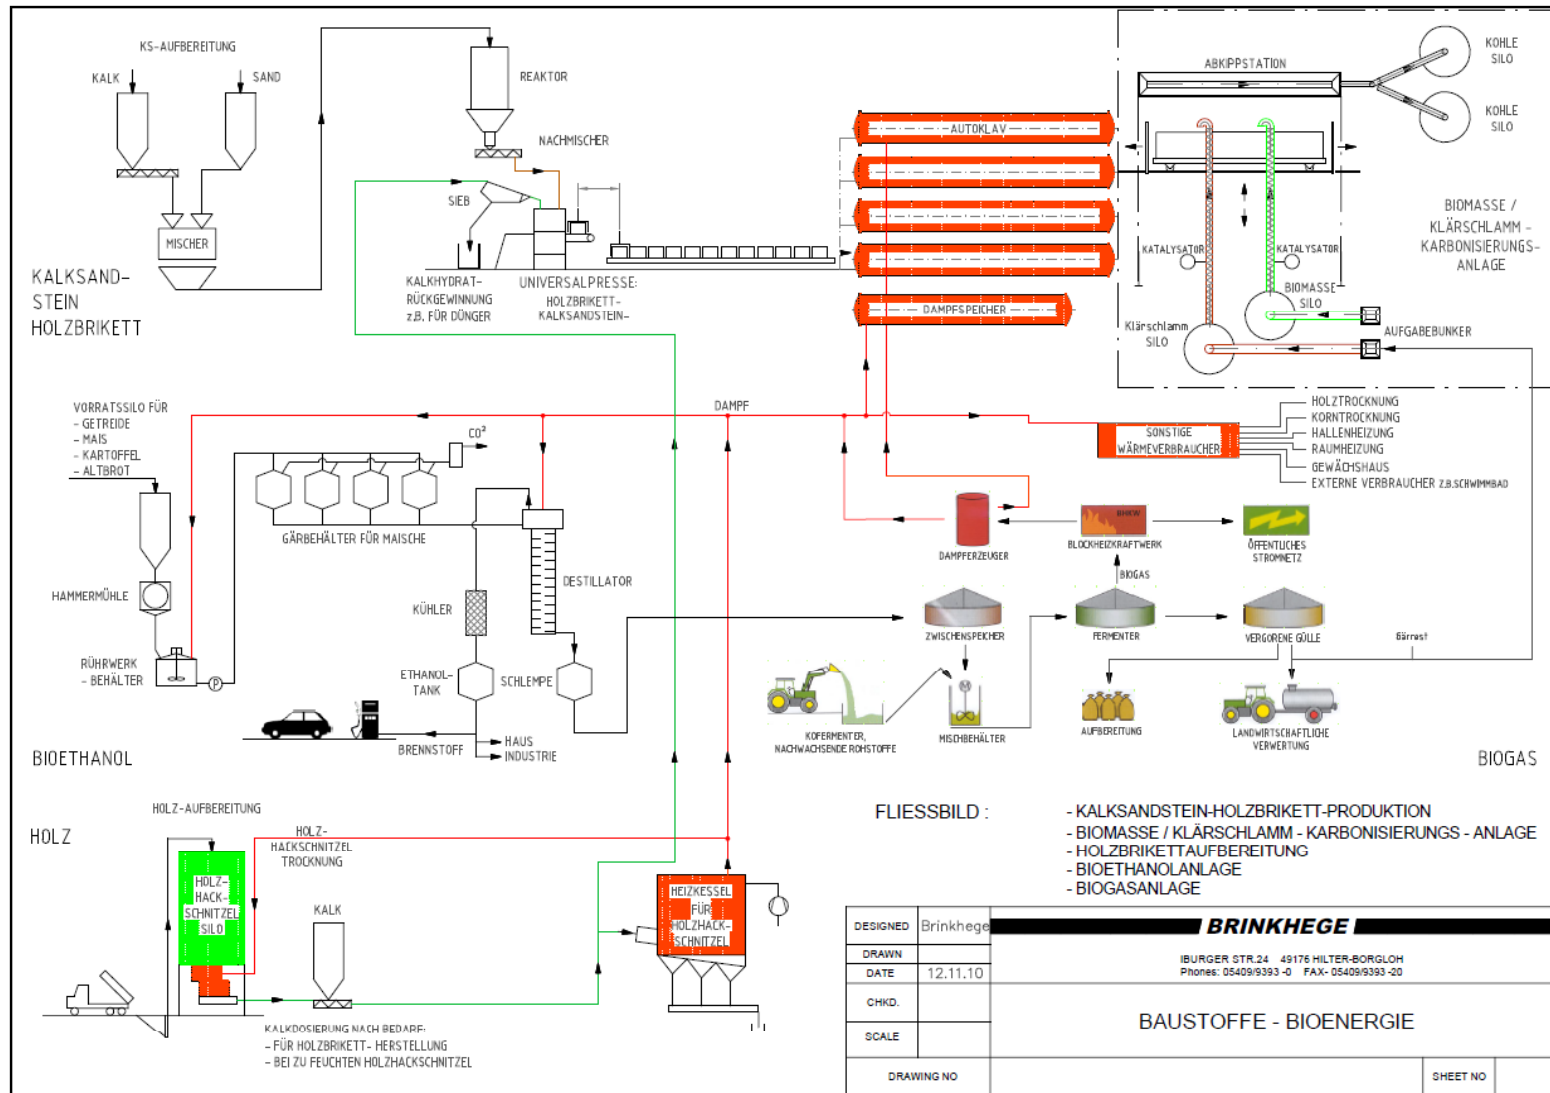 KS-AUFBEREITUNG
KALK
SAND
MISCHER
KALKSAND-
STEIN
HOLZBRIKETT
REAKTOR
NACHMISCHER
SIEB
KALKHYDRAT-
RÜCKGEWINNUNG
z.B. FÜR DÜNGER
UNIVERSALPRESSE:
HOLZBRIKETT-
KALKSANDSTEIN-
AUTOKLAV
DAMPFSPEICHER
ABKIPPSTATION
KOHLE
SILO
KOHLE
SILO
BIOMASSE /
KLÄRSCHLAMM -
KARBONISIERUNGS-
ANLAGE
KATALYSATOR
KATALYSATOR
BIOMASSE
SILO
Klärschlamm
SILO
AUFGABEBUNKER
VORRATSSILO FÜR
- GETREIDE
- MAIS
- KARTOFFEL
- ALTBROT
CO²
DAMPF
GÄRBEHÄLTER FÜR MAISCHE
HAMMERMÜHLE
RÜHRWERK
- BEHÄLTER
P
KÜHLER
DESTILLATOR
ETHANOL-
TANK
SCHLEMPE
BRENNSTOFF
HAUS
INDUSTRIE
BIOETHANOL
SONSTIGE
WÄRMEVERBRAUCHER
HOLZTROCKNUNG
KORNTROCKNUNG
HALLENHEIZUNG
RAUMHEIZUNG
GEWÄCHSHAUS
EXTERNE VERBRAUCHER Z.B.SCHWIMMBAD
DAMPFERZEUGER
BHKW
BLOCKHEIZKRAFTWERK
ÖFFENTLICHES
STROMNETZ
BIOGAS
ZWISCHENSPEICHER
FERMENTER
VERGORENE GÜLLE
Gärrest
KOFERMENTER,
NACHWACHSENDE ROHSTOFFE
M
MISCHBEHÄLTER
AUFBEREITUNG
LANDWIRTSCHAFTLICHE
VERWERTUNG
BIOGAS
HOLZ
HOLZ-AUFBEREITUNG
HOLZ-
HACKSCHNITZEL
TROCKNUNG
HOLZ-
HACK-
SCHNITZEL
SILO
KALK
HEIZKESSEL
FÜR
HOLZHACK-
SCHNITZEL
KALKDOSIERUNG NACH BEDARF:
- FÜR HOLZBRIKETT- HERSTELLUNG
- BEI ZU FEUCHTEN HOLZHACKSCHNITZEL
FLIESSBILD :
- KALKSANDSTEIN-HOLZBRIKETT-PRODUKTION
- BIOMASSE / KLÄRSCHLAMM - KARBONISIERUNGS - ANLAGE
- HOLZBRIKETTAUFBEREITUNG
- BIOETHANOLANLAGE
- BIOGASANLAGE
DESIGNED Brinkhege
DRAWN
DATE 12.11.10
CHKD.
SCALE
DRAWING NO
BRINKHEGE
IBURGER STR.24 49176 HILTER-BORGLOH
Phones: 05409/9393 -0 FAX- 05409/9393 -20
BAUSTOFFE - BIOENERGIE
SHEET NO